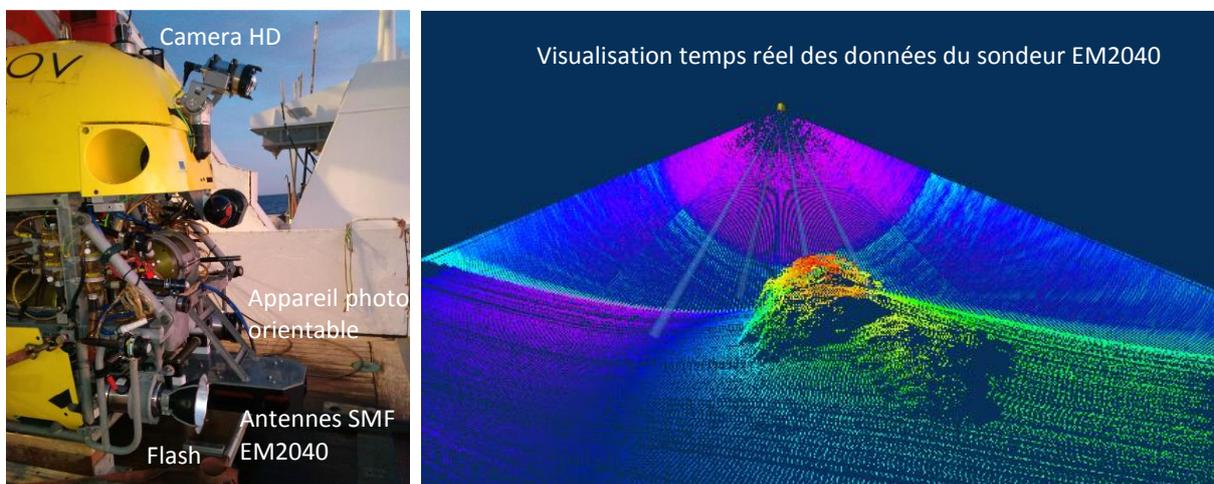 OV
Camera HD
Appareil photo
orientable
Antennes SMF
EM2040
Flash
Visualisation temps réel des données du sondeur EM2040